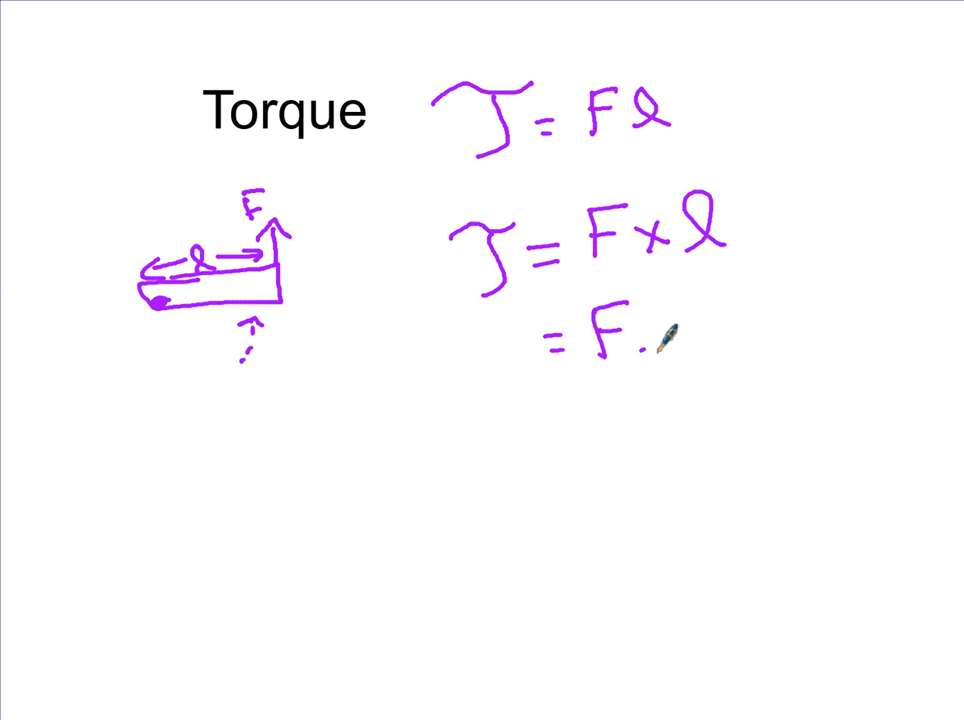 Torque τ = Fl
F
l
τ = F × l
= F .